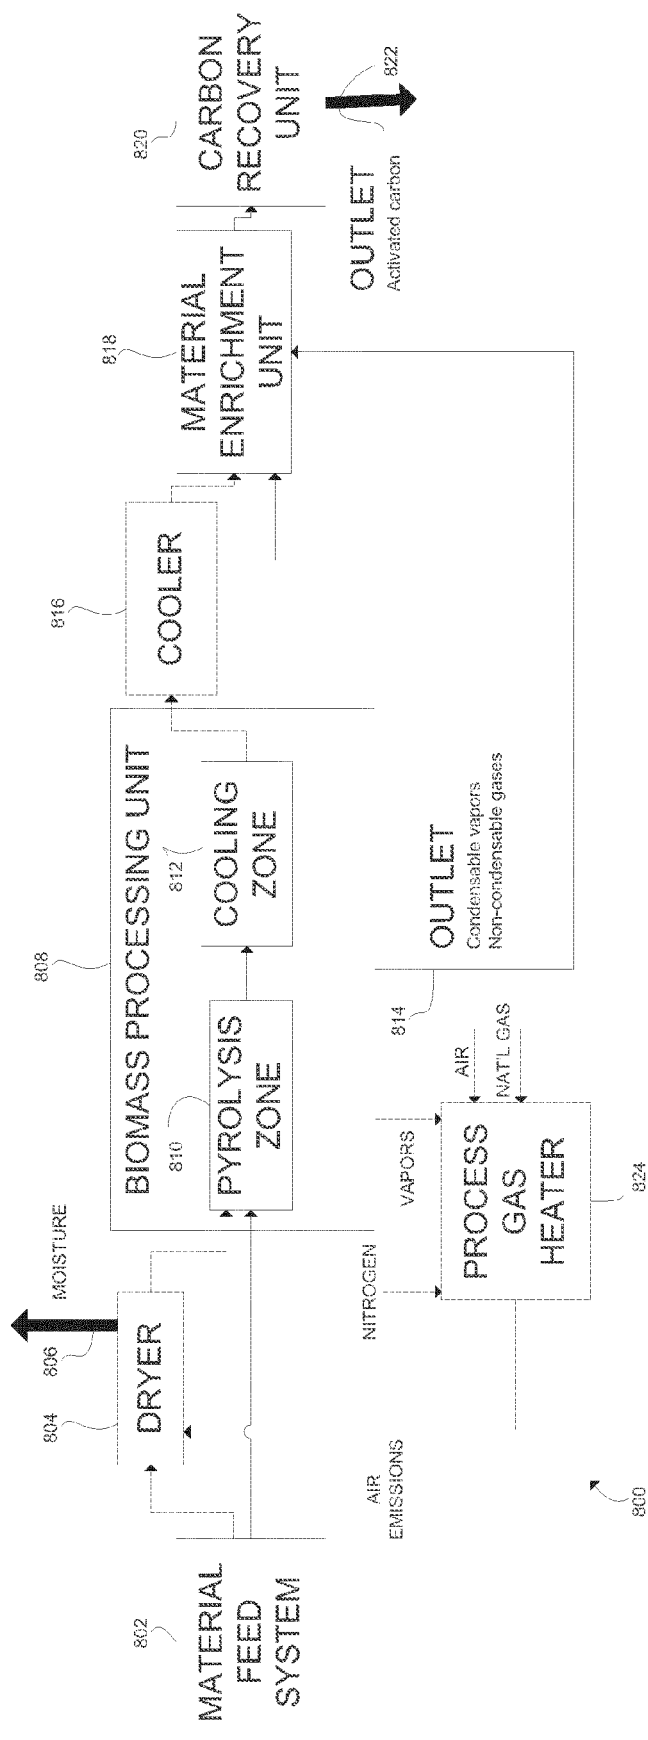 802
MATERIAL
FEED
SYSTEM
804
DRYER
806
MOISTURE
808
BIOMASS PROCESSING UNIT
810
PYROLYSIS
ZONE
812
COOLING
ZONE
816
COOLER
818
MATERIAL
ENRICHMENT
UNIT
820
CARBON
RECOVERY
UNIT
822
OUTLET
Activated carbon
814
OUTLET
Condensable vapors
Non-condensable gases
AIR
EMISSIONS
NITROGEN
VAPORS
AIR
NAT'L GAS
PROCESS
GAS
HEATER
824
800